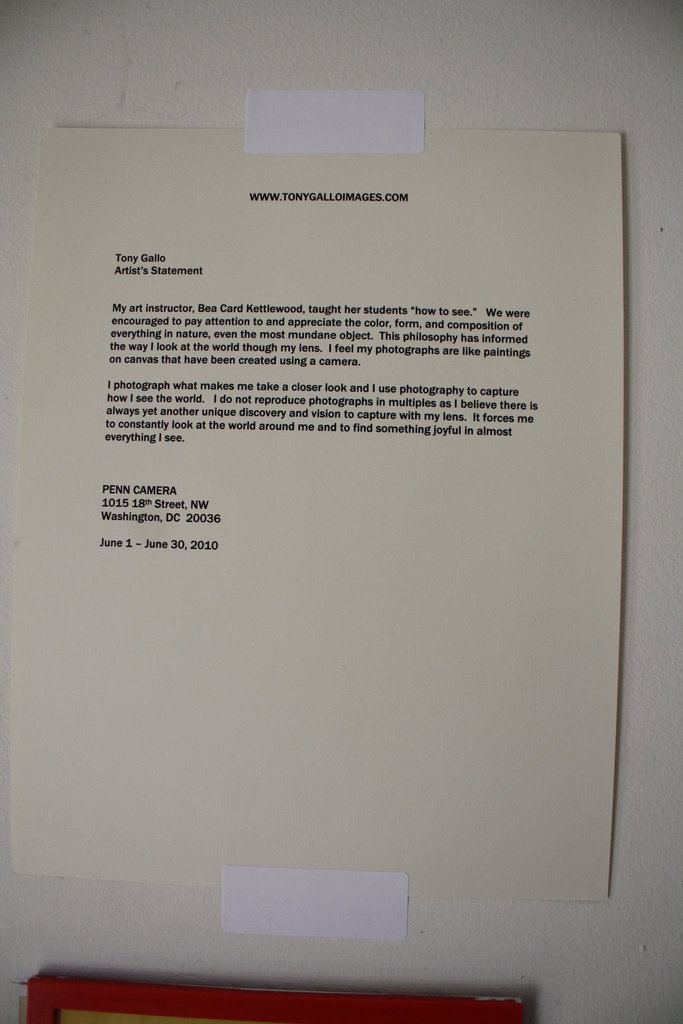 WWW.TONYGALLOIMAGES.COM
Tony Gallo
Artist's Statement
My art instructor, Bea Card Kettlewood, taught her students "how to see." We were
encouraged to pay attention to and appreciate the color, form, and composition of
everything in nature, even the most mundane object. This philosophy has informed
the way I look at the world though my lens. I feel my photographs are like paintings
on canvas that have been created using a camera.
I photograph what makes me take a closer look and I use photography to capture
how I see the world. I do not reproduce photographs in multiples as I believe there is
always yet another unique discovery and vision to capture with my lens. It forces me
to constantly look at the world around me and to find something joyful in almost
everything I see.
PENN CAMERA
1015 18th Street, NW
Washington, DC 20036
June 1 – June 30, 2010